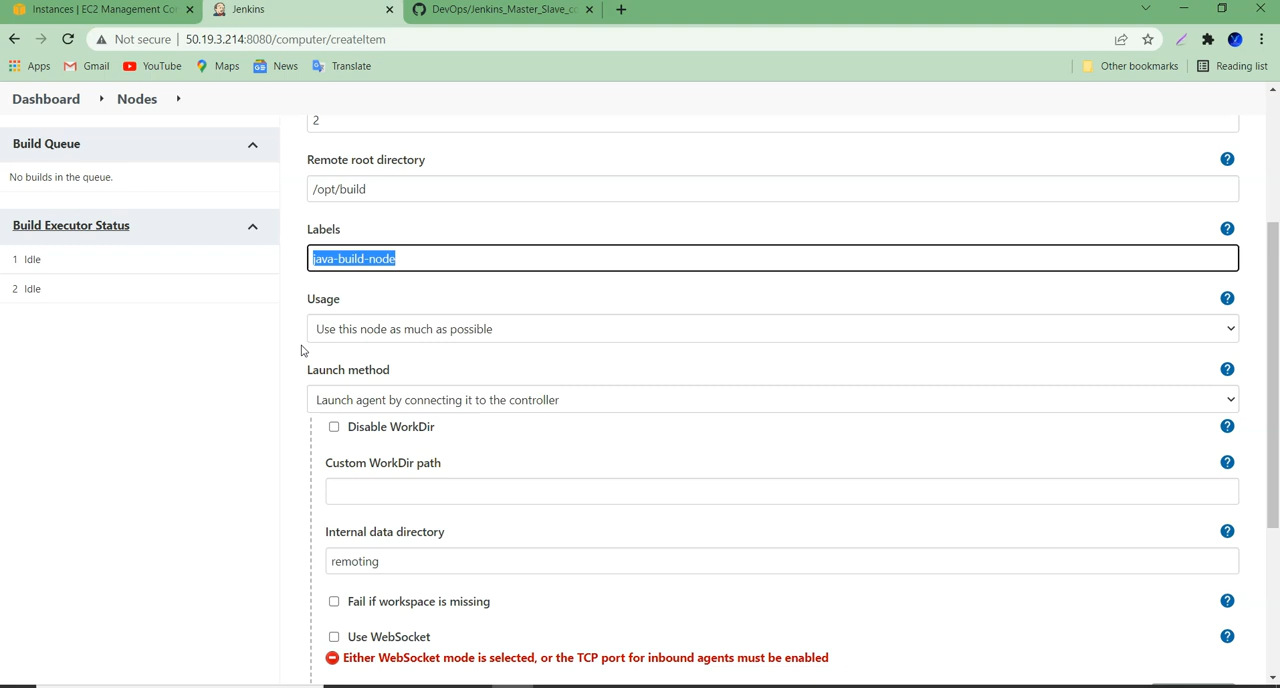 Instances | EC2 Management Con
Jenkins
DevOps/Jenkins_Master_Slave_co
Not secure | 50.19.3.214:8080/computer/createItem
Apps
Gmail
YouTube
Maps
News
Translate
Other bookmarks
Reading list
Dashboard
Nodes
Build Queue
No builds in the queue.
Build Executor Status
1 Idle
2 Idle
2
Remote root directory
/opt/build
Labels
java-build-node
Usage
Use this node as much as possible
Launch method
Launch agent by connecting it to the controller
Disable WorkDir
Custom WorkDir path
Internal data directory
remoting
Fail if workspace is missing
Use WebSocket
Either WebSocket mode is selected, or the TCP port for inbound agents must be enabled